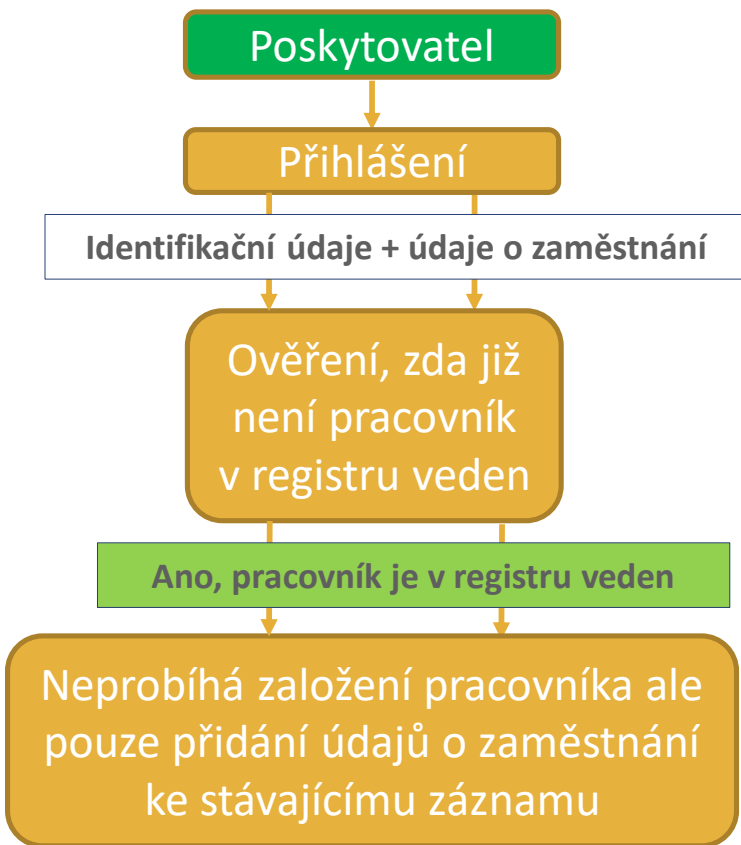 Poskytovatel
Přihlášení
Identifikační údaje + údaje o zaměstnání
Ověření, zda již
není pracovník
v registru veden
Ano, pracovník je v registru veden
Neprobíhá založení pracovníka ale
pouze přidání údajů o zaměstnání
ke stávajícímu záznamu